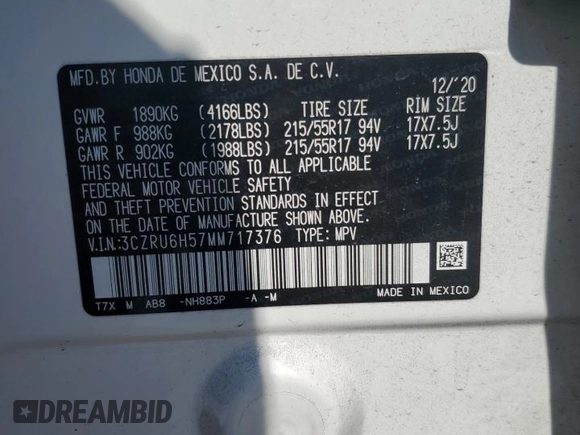 MFD.BY HONDA DE MEXICO S.A. DE C.V.
12/'20
GVWR 1890KG (4166LBS) TIRE SIZE RIM SIZE
GAWR F 988KG (2178LBS) 215/55R17 94V 17X7.5J
GAWR R 902KG (1988LBS) 215/55R17 94V 17X7.5J
THIS VEHICLE CONFORMS TO ALL APPLICABLE
FEDERAL MOTOR VEHICLE SAFETY
AND THEFT PREVENTION STANDARDS IN EFFECT
ON THE DATE OF MANUFACTURE SHOWN ABOVE.
V.I.N:3CZRU6H57MM717376 TYPE: MPV
T7X M AB8 -NH883P -A -M
MADE IN MEXICO
DREAMBID